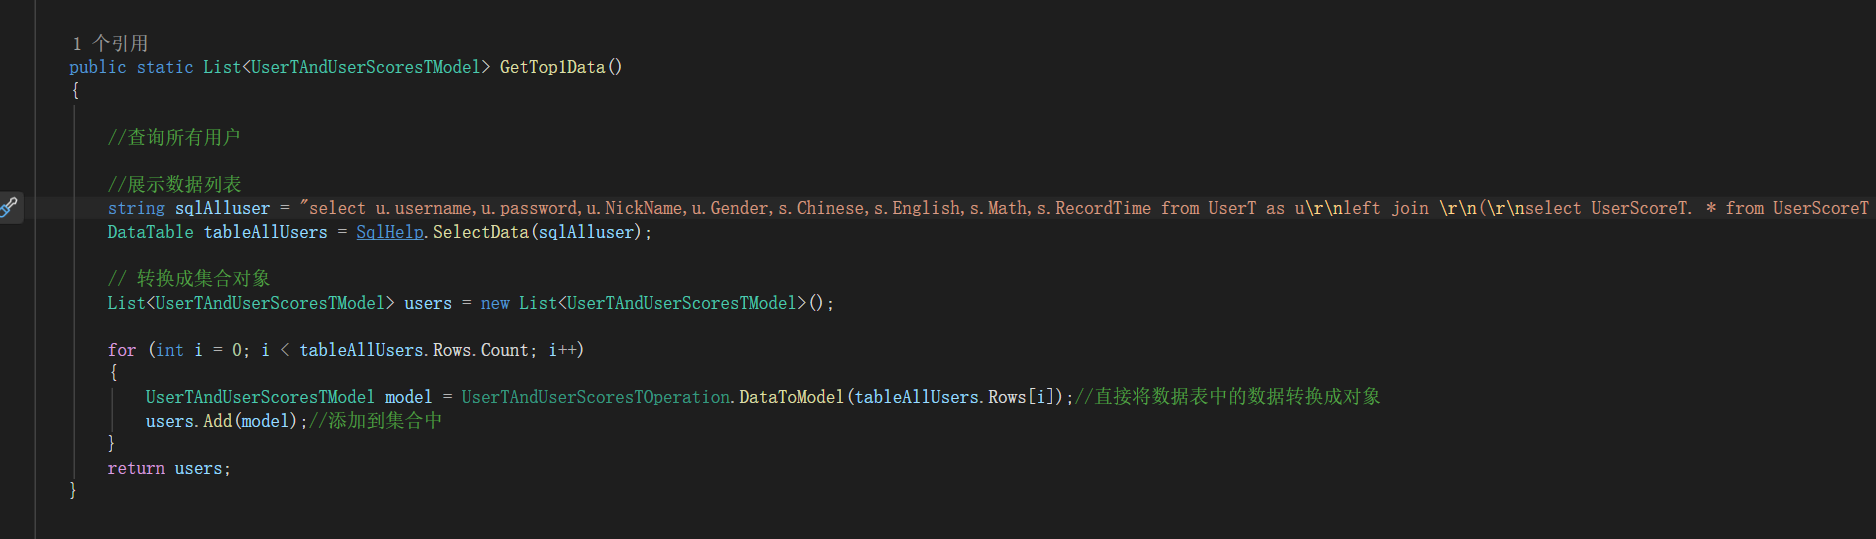 1 个引用
public static List<UserTAndUserScoresTModel> GetTop1Data()
{
//查询所有用户
//展示数据列表
string sqlAlluser = "select u.username,u.password,u.NickName,u.Gender,s.Chinese,s.English,s.Math,s.RecordTime from UserT as u\r\nleft join \r\n(\r\nselect UserScoreT. * from UserScoreT
DataTable tableAllUsers = SqlHelp.SelectData(sqlAlluser);
// 转换成集合对象
List<UserTAndUserScoresTModel> users = new List<UserTAndUserScoresTModel>();
for (int i = 0; i < tableAllUsers.Rows.Count; i++)
{
UserTAndUserScoresTModel model = UserTAndUserScoresTOperation.DataToModel(tableAllUsers.Rows[i]);//直接将数据表中的数据转换成对象
users.Add(model);//添加到集合中
}
return users;
}